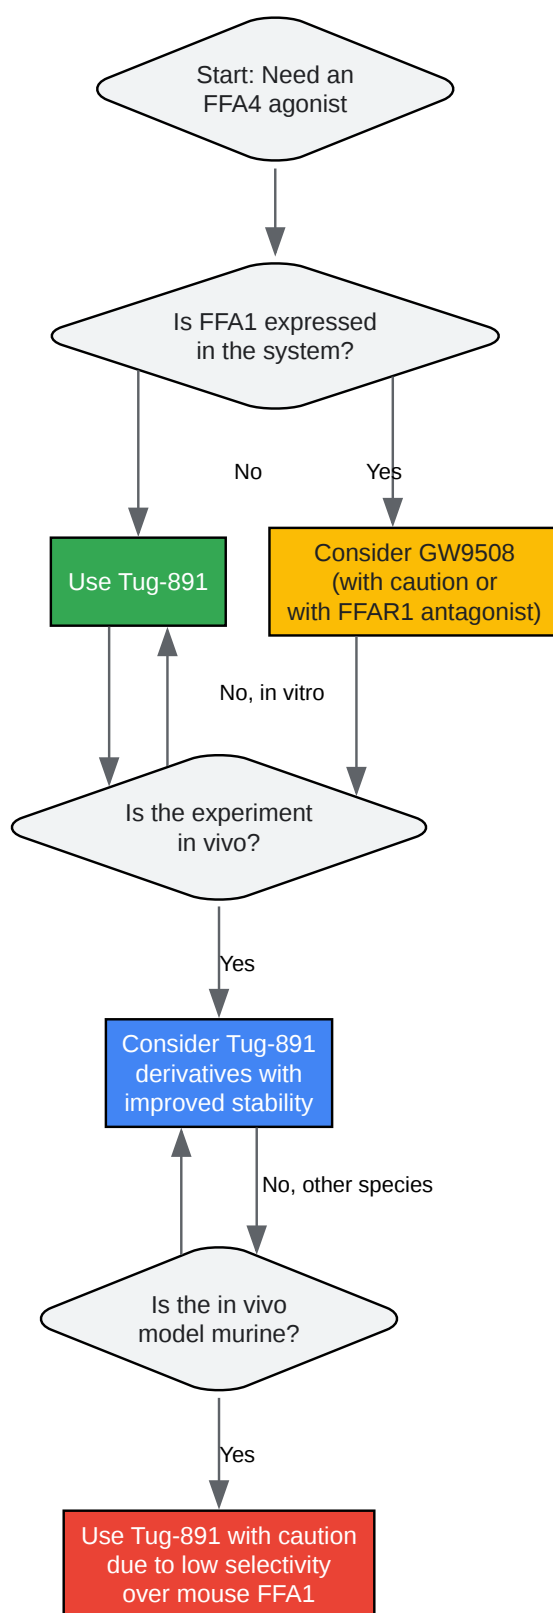 Start: Need an
FFA4 agonist
Is FFA1 expressed
in the system?
No
Yes
Use Tug-891
Consider GW9508
(with caution or
with FFAR1 antagonist)
No, in vitro
Is the experiment
in vivo?
Yes
Consider Tug-891
derivatives with
improved stability
No, other species
Is the in vivo
model murine?
Yes
Use Tug-891 with caution
due to low selectivity
over mouse FFA1